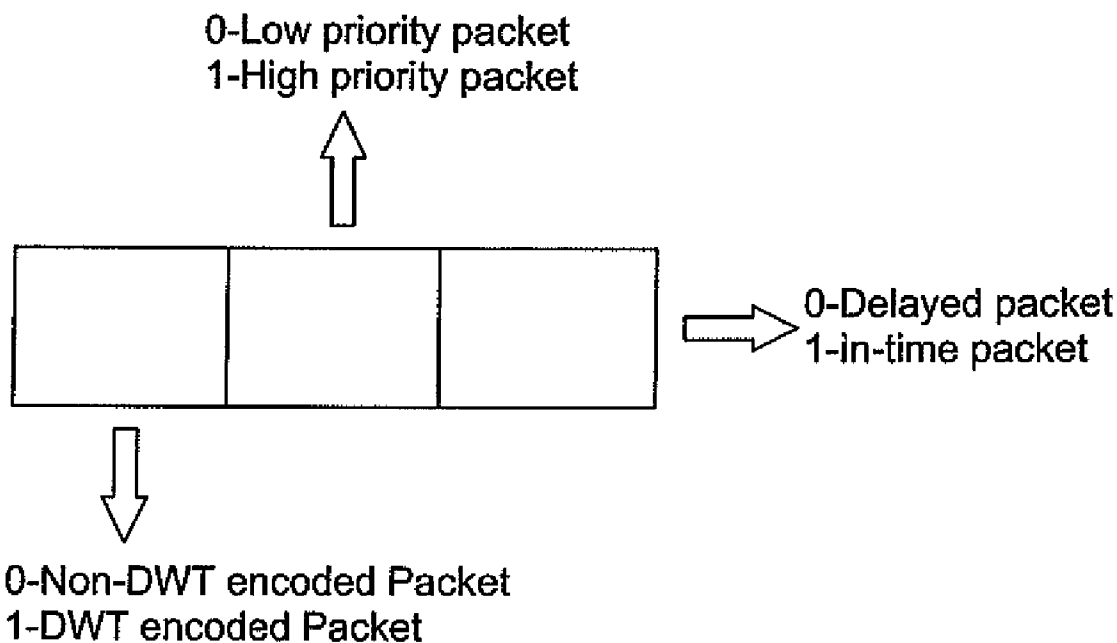 0-Low priority packet
1-High priority packet
0-Delayed packet
1-in-time packet
0-Non-DWT encoded Packet
1-DWT encoded Packet